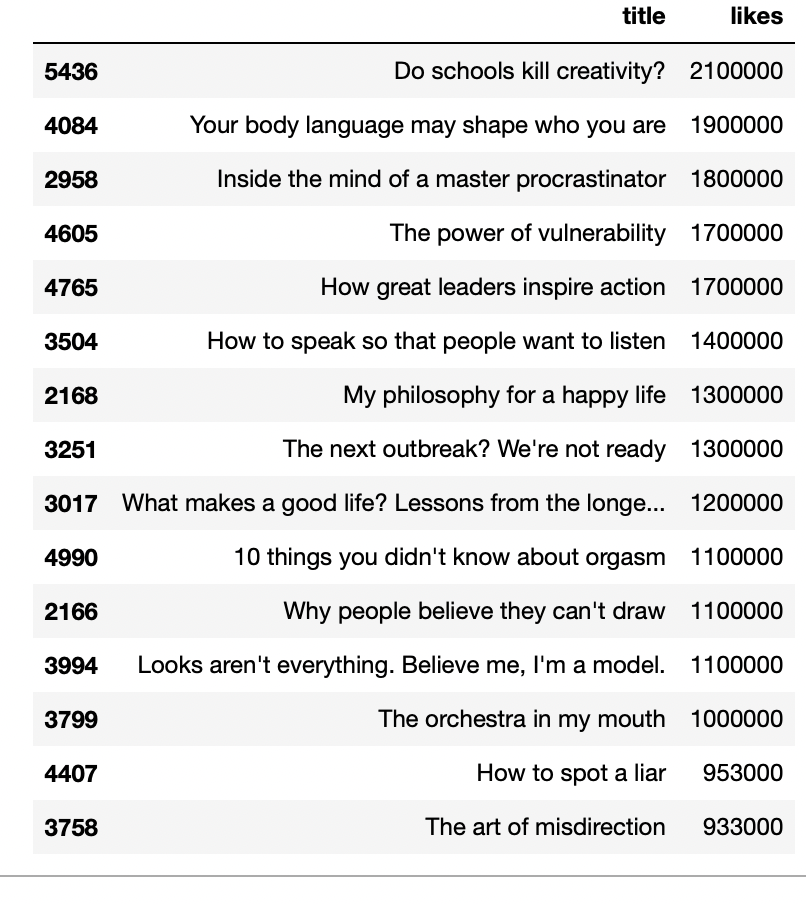 title likes
5436 Do schools kill creativity? 2100000
4084 Your body language may shape who you are 1900000
2958 Inside the mind of a master procrastinator 1800000
4605 The power of vulnerability 1700000
4765 How great leaders inspire action 1700000
3504 How to speak so that people want to listen 1400000
2168 My philosophy for a happy life 1300000
3251 The next outbreak? We're not ready 1300000
3017 What makes a good life? Lessons from the longe... 1200000
4990 10 things you didn't know about orgasm 1100000
2166 Why people believe they can't draw 1100000
3994 Looks aren't everything. Believe me, I'm a model. 1100000
3799 The orchestra in my mouth 1000000
4407 How to spot a liar 953000
3758 The art of misdirection 933000